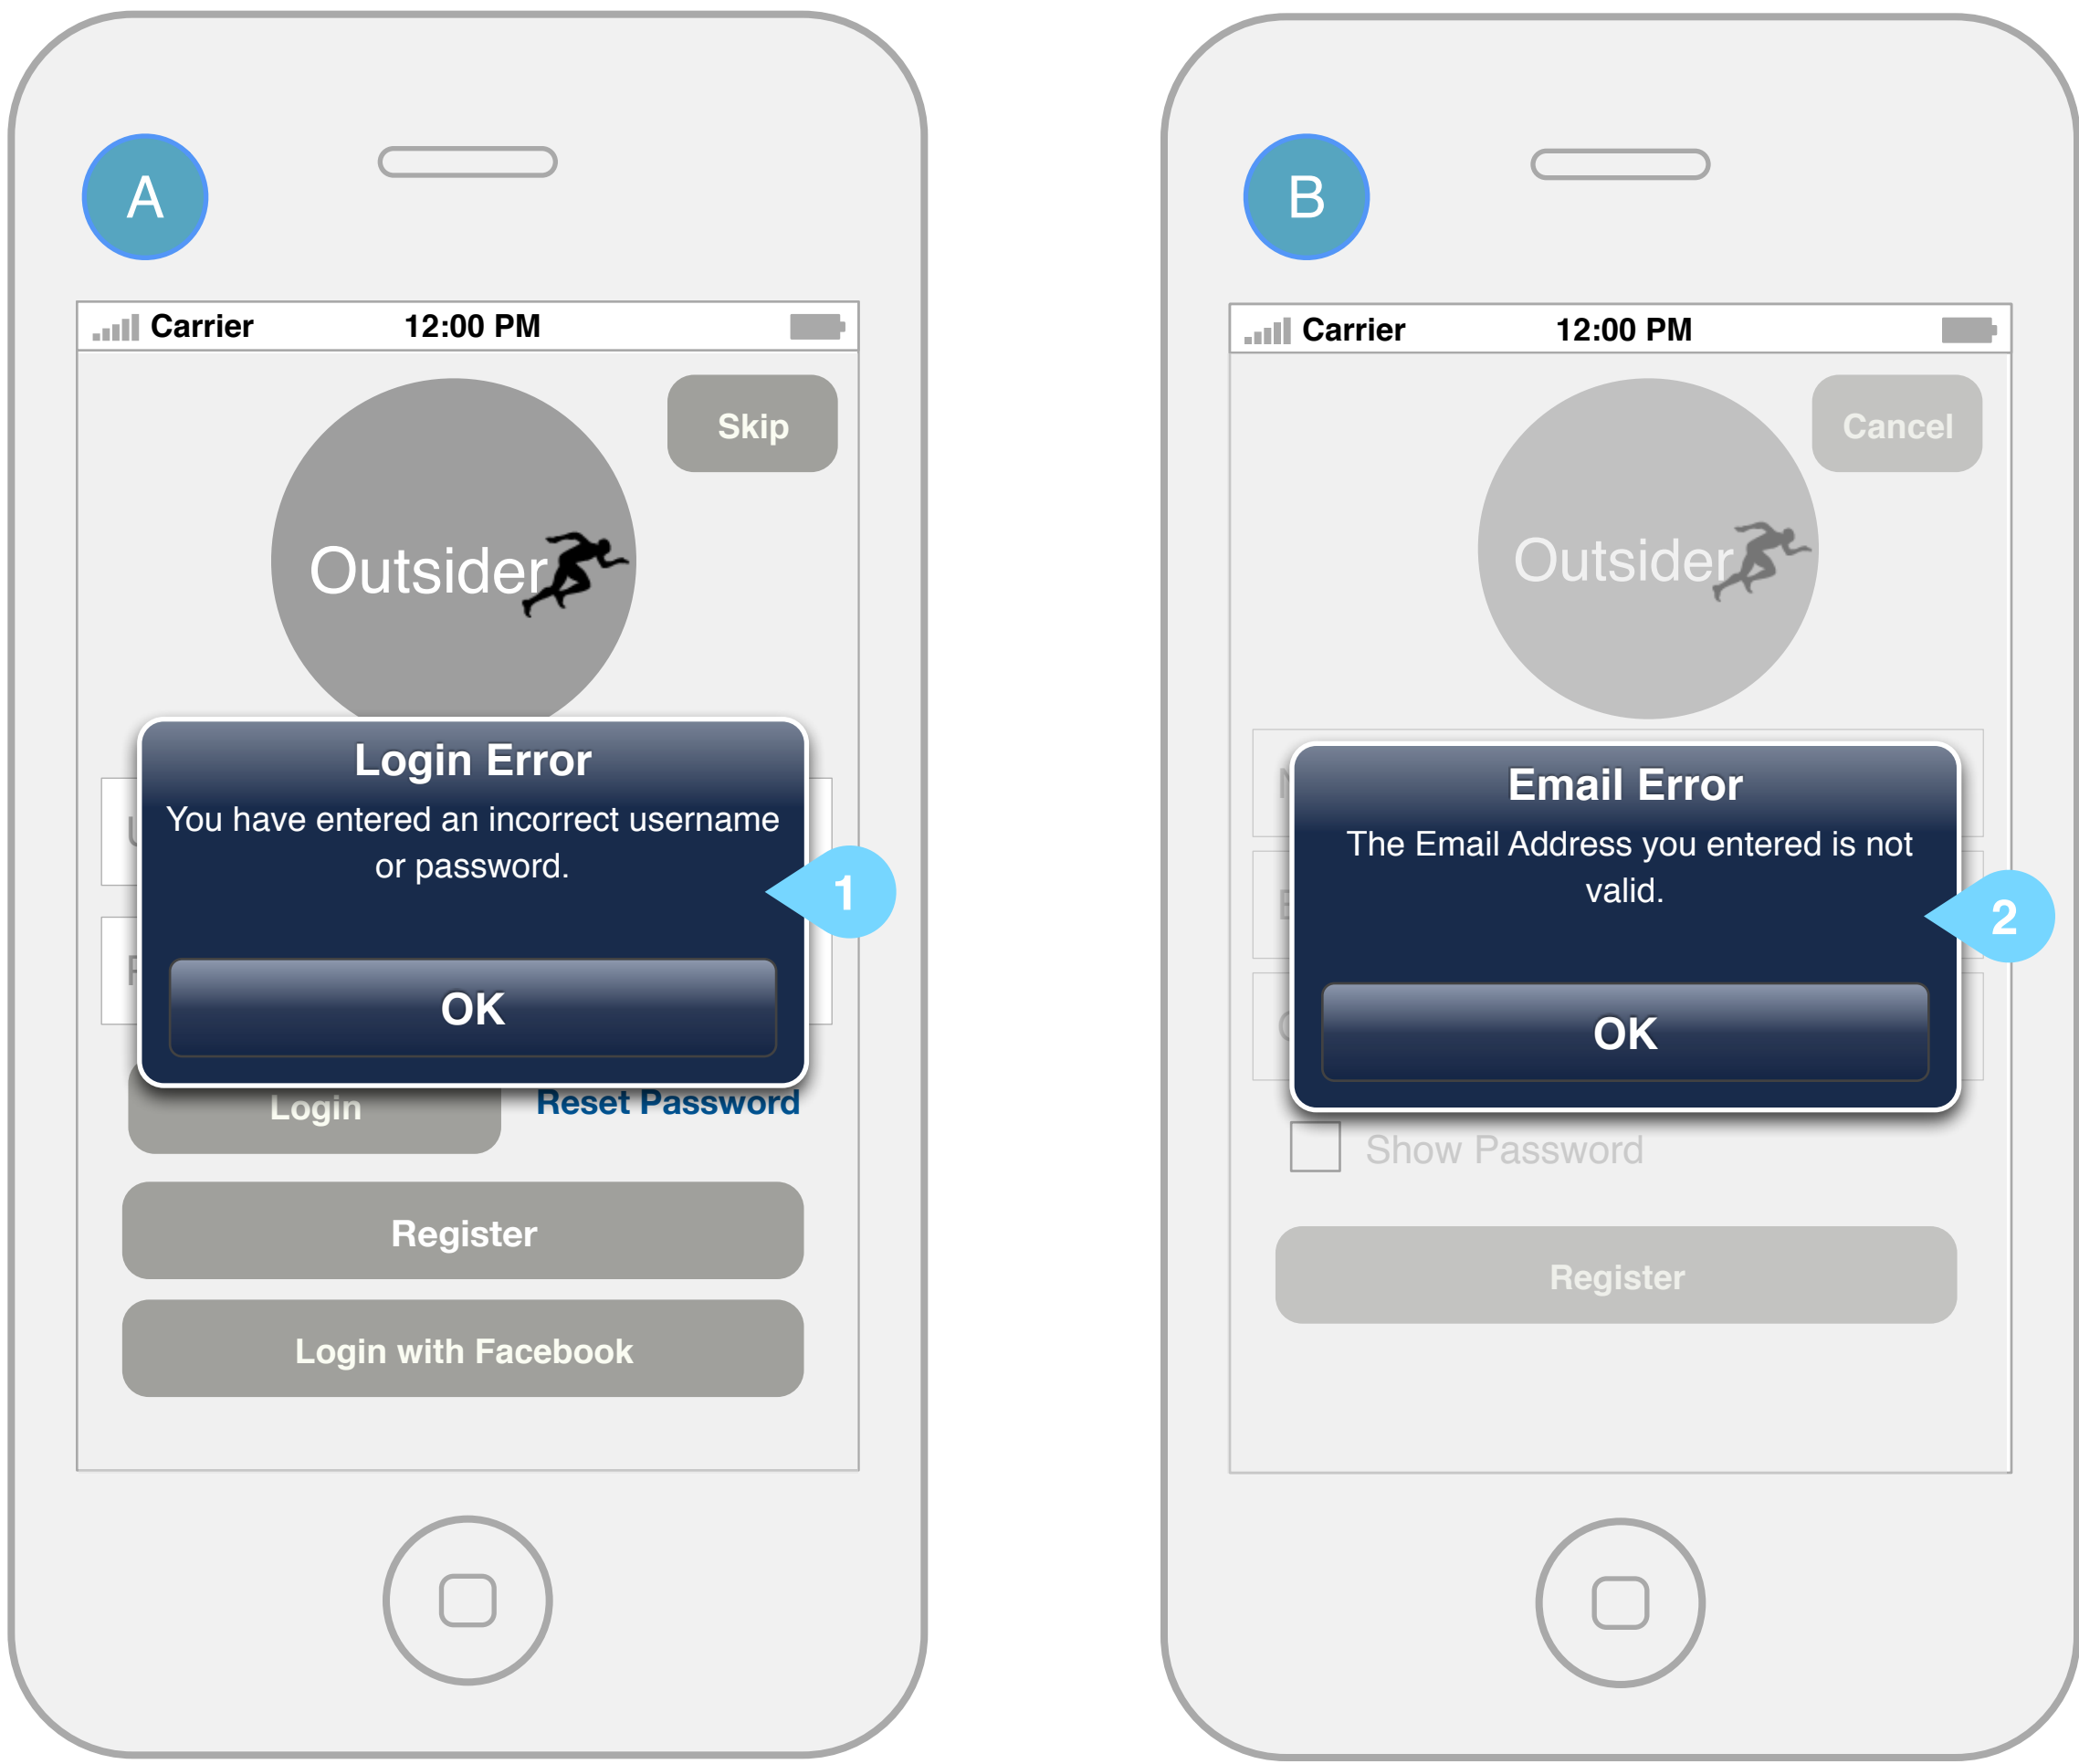 A
Carrier 12:00 PM
Skip
Outsider
Login Error
You have entered an incorrect username
or password.
1
OK
Login
Reset Password
Register
Login with Facebook
B
Carrier 12:00 PM
Cancel
Outsider
Email Error
The Email Address you entered is not
valid.
2
OK
Show Password
Register